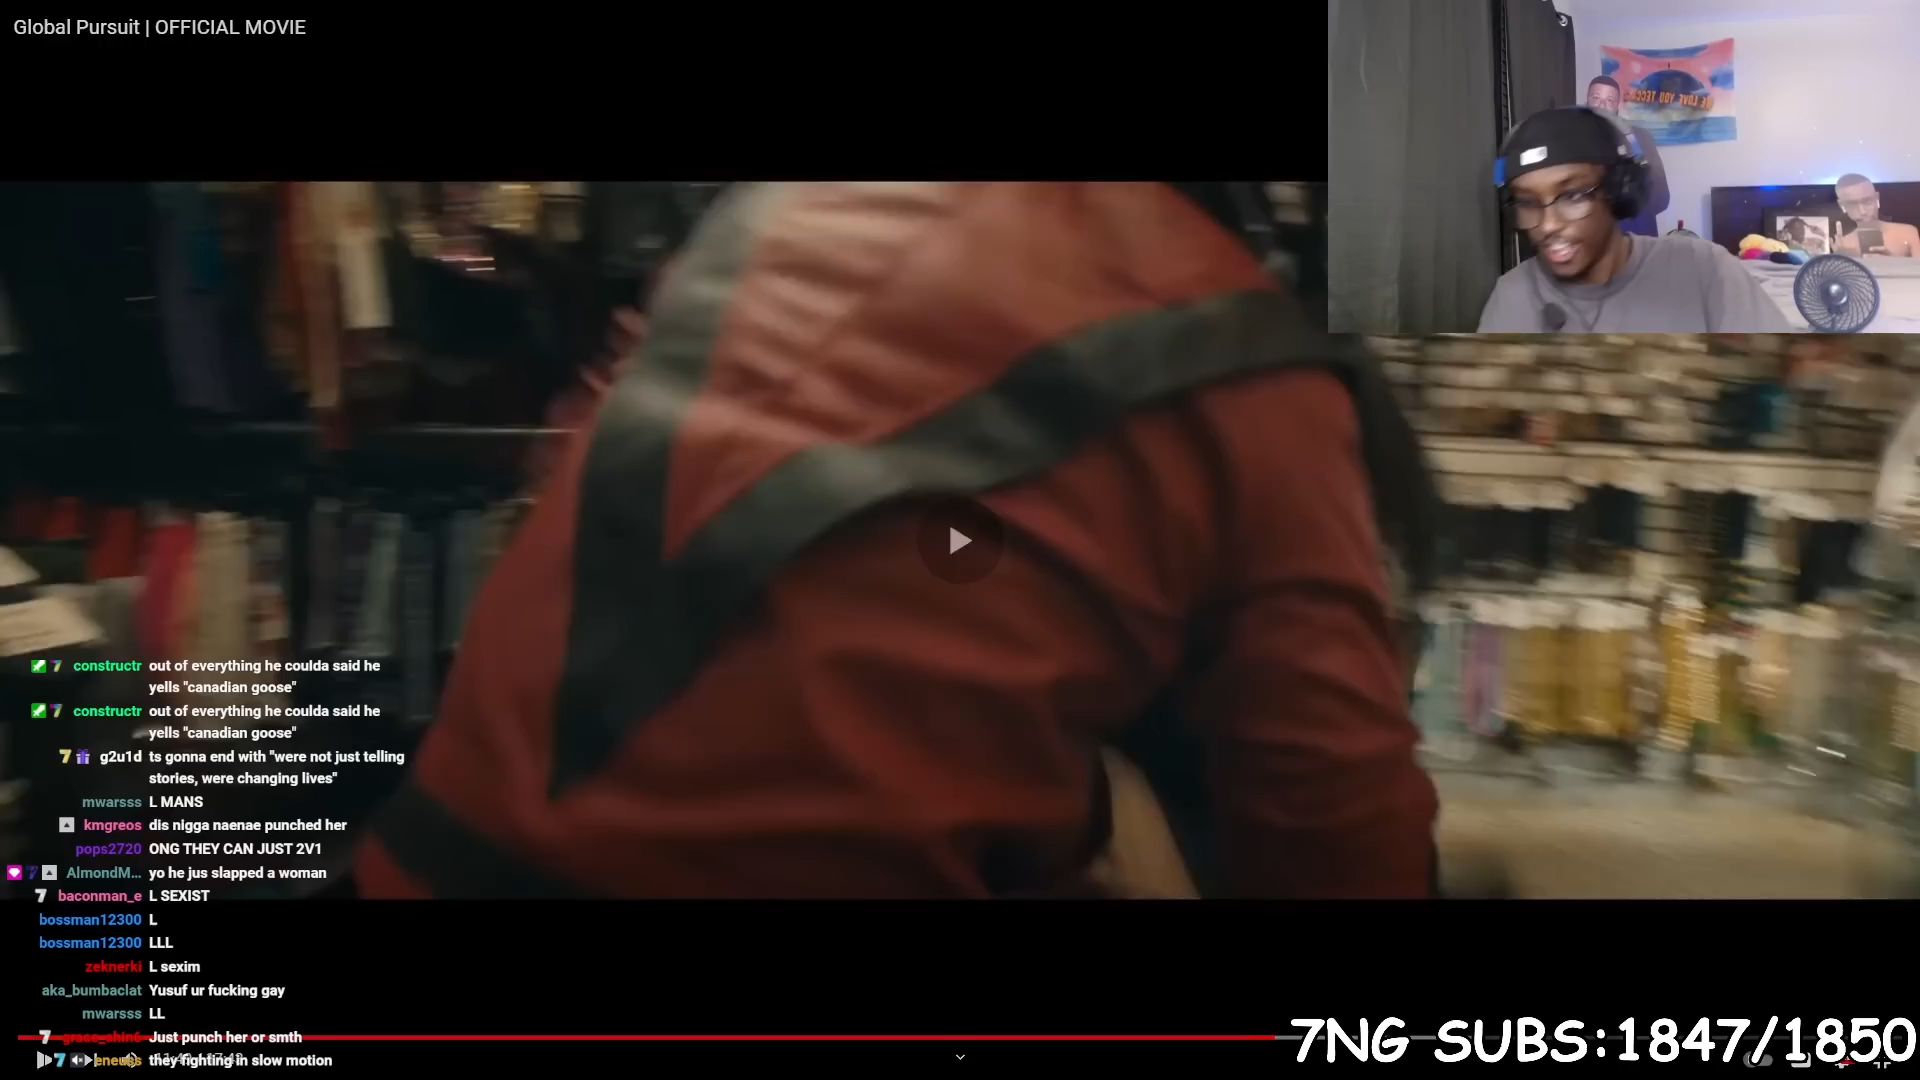 Global Pursuit | OFFICIAL MOVIE
constructr out of everything he coulda said he
yells "canadian goose"
constructr out of everything he coulda said he
yells "canadian goose"
7 g2u1d ts gonna end with "were not just telling
stories, were changing lives"
mwarsss L MANS
kmgreos dis nigga naenae punched her
pops2720 ONG THEY CAN JUST 2V1
AlmondM... yo he jus slapped a woman
7 baconman_e L SEXIST
bossman12300 L
bossman12300 LLL
zeknerki L sexim
aka_bumbaclat Yusuf ur fucking gay
mwarsss LL
7 Just punch her or smth
7 they fighting in slow motion
7NG SUBS:1847/1850